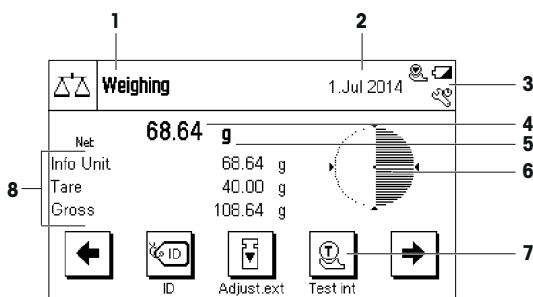 1 2
Weighing 1.Jul 2014
3
68.64 g 4
Net 5
Info Unit 68.64 g
6
8 Tare 40.00 g
Gross 108.64 g
ID T 7
ID Adjust.ext Test int